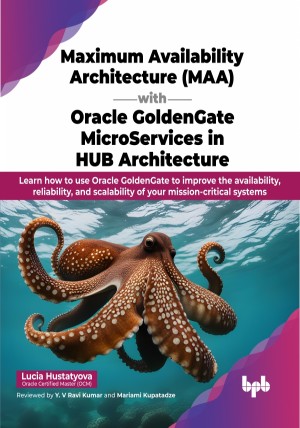 Maximum Availability
Architecture (MAA)
with
Oracle GoldenGate
MicroServices in
HUB Architecture
Learn how to use Oracle GoldenGate to improve the availability,
reliability, and scalability of your mission-critical systems
Lucia Hustatyova
Oracle Certified Master (OCM)
Reviewed by Y. V Ravi Kumar and Mariami Kupatadze
bpb